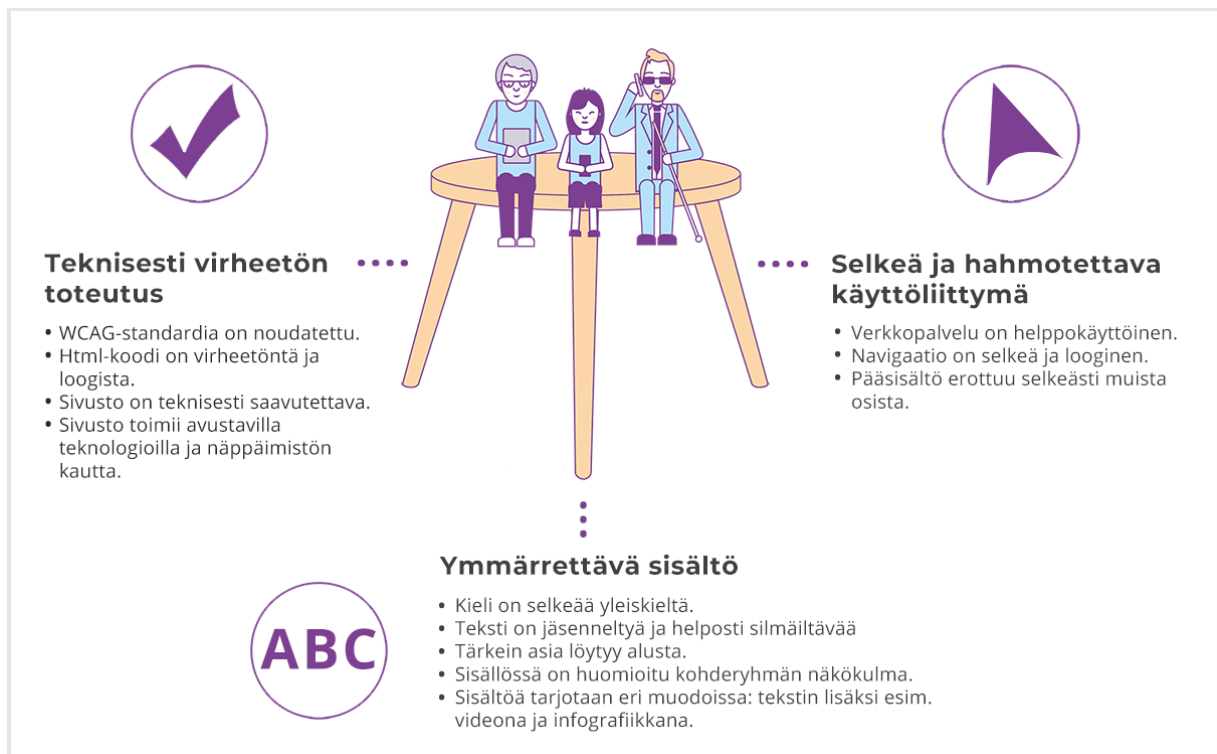 Teknisesti virheetön
toteutus
• WCAG-standardia on noudatettu.
• Html-koodi on virheetöntä ja
loogista.
• Sivusto on teknisesti saavutettava.
• Sivusto toimii avustavilla
teknologioilla ja näppäimistön
kautta.
Selkeä ja hahmotettava
käyttöliittymä
• Verkkopalvelu on helppokäyttöinen.
• Navigaatio on selkeä ja looginen.
• Pääsisältö erottuu selkeästi muista
osista.
ABC
Ymmärrettävä sisältö
• Kieli on selkeää yleiskieltä.
• Teksti on jäsenneltyä ja helposti silmäiltävää
• Tärkein asia löytyy alusta.
• Sisällössä on huomioitu kohderyhmän näkökulma.
• Sisältöä tarjotaan eri muodoissa: tekstin lisäksi esim.
videona ja infografiikkana.